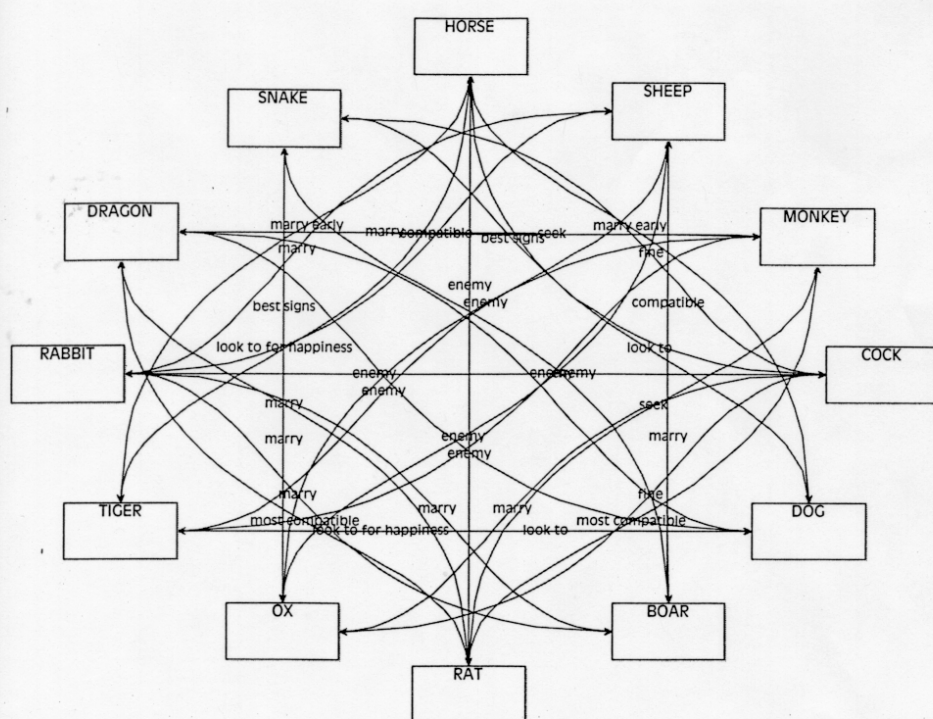 HORSE
SNAKE
SHEEP
DRAGON
MONKEY
marry early
marry
compatible
seek
marry early
best signs
marry
fine
enemy
enemy
best signs
compatible
look to for happiness
look to
RABBIT
COCK
enemy
enemy
enemy
enemy
marry
seek
marry
enemy
marry
enemy
marry
fine
TIGER
marry
marry
DOG
most compatible
most compatible
look to for happiness
look to
OX
BOAR
RAT